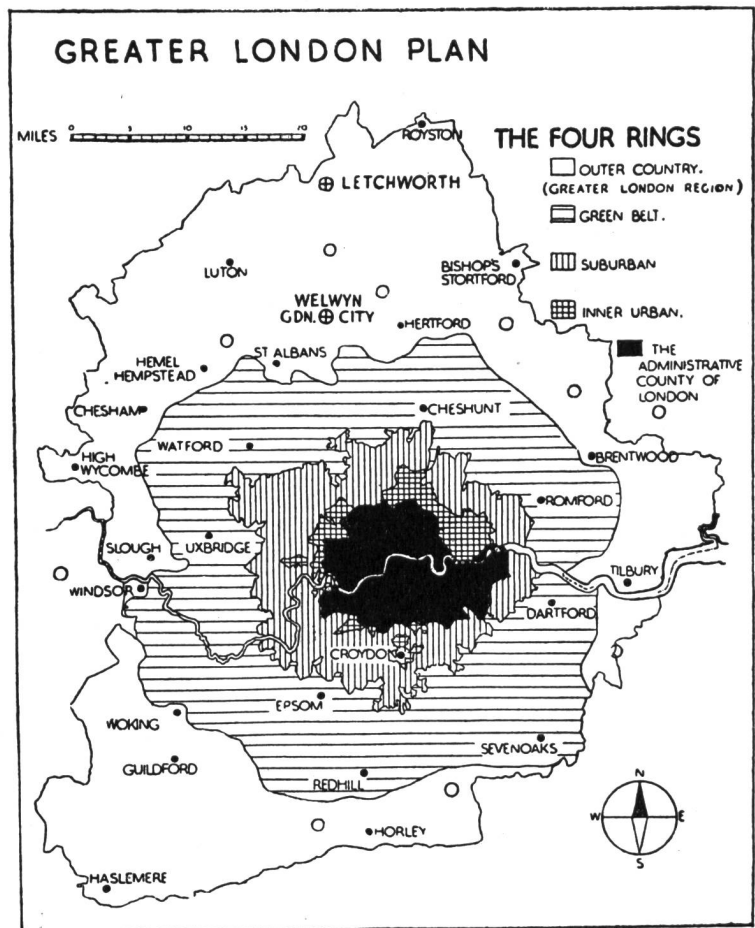 GREATER LONDON PLAN
MILES 0 5 10 20
ROYSTON
THE FOUR RINGS
OUTER COUNTRY.
(GREATER LONDON REGION)
GREEN BELT.
SUBURBAN
INNER URBAN.
THE
ADMINISTRATIVE
COUNTY OF
LONDON
LETCHWORTH
LUTON
BISHOP'S
STORTFORD
WELWYN
GDN. CITY
HERTFORD
ST ALBANS
HEMEL
HEMPSTEAD
CHESHAM
CHESHUNT
WATFORD
HIGH
WYCOMBE
BRENTWOOD
ROMFORD
SLOUGH
UXBRIDGE
TILBURY
WINDSOR
DARTFORD
CROYDON
EPSOM
WOKING
SEVENOAKS
GUILDFORD
REDHILL
HORLEY
HASLEMERE
N
W E
S